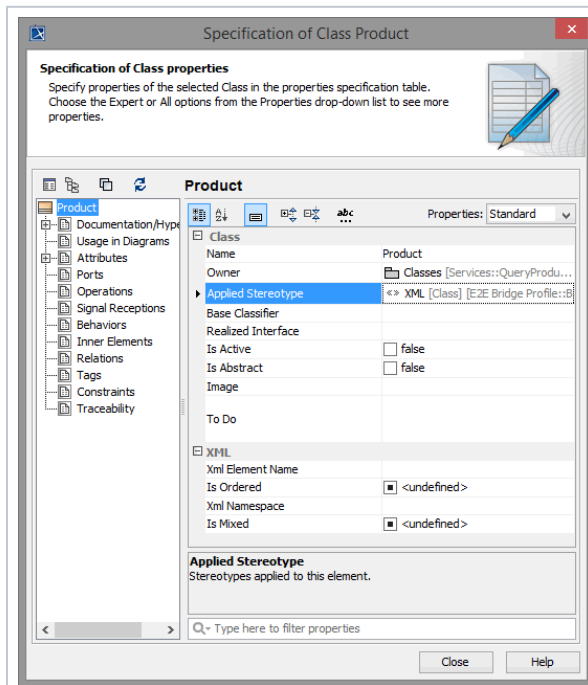 Specification of Class Product
Specification of Class properties
Specify properties of the selected Class in the properties specification table.
Choose the Expert or All options from the Properties drop-down list to see more
properties.
Product
Documentation/Hype
Usage in Diagrams
Attributes
Ports
Operations
Signal Receptions
Behaviors
Inner Elements
Relations
Tags
Constraints
Traceability
Product
abc
Properties: Standard
Class
Name Product
Owner Classes [Services::QueryProdu...
Applied Stereotype «» XML [Class] [E2E Bridge Profile::B
Base Classifier
Realized Interface
Is Active false
Is Abstract false
Image
To Do
XML
Xml Element Name
Is Ordered <undefined>
Xml Namespace
Is Mixed <undefined>
Applied Stereotype
Stereotypes applied to this element.
Type here to filter properties
Close Help